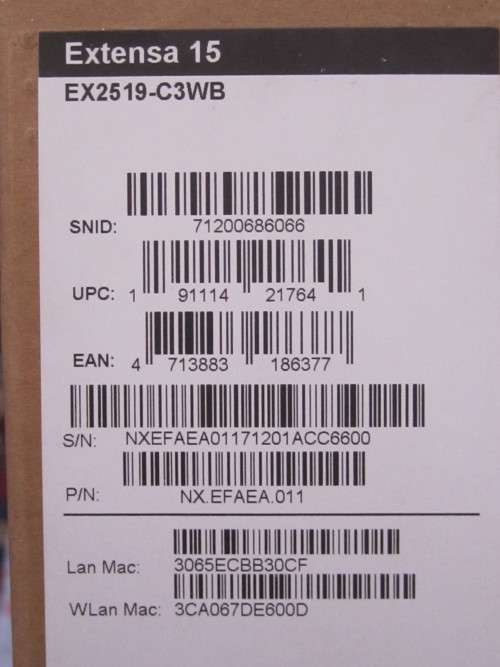 Extensa 15
EX2519-C3WB
SNID: 71200686066
UPC: 1 91114 21764 1
EAN: 4 713883 186377
S/N: NXEFAEA01171201ACC6600
P/N: NX.EFAEA.011
Lan Mac: 3065ECBB30CF
WLan Mac: 3CA067DE600D